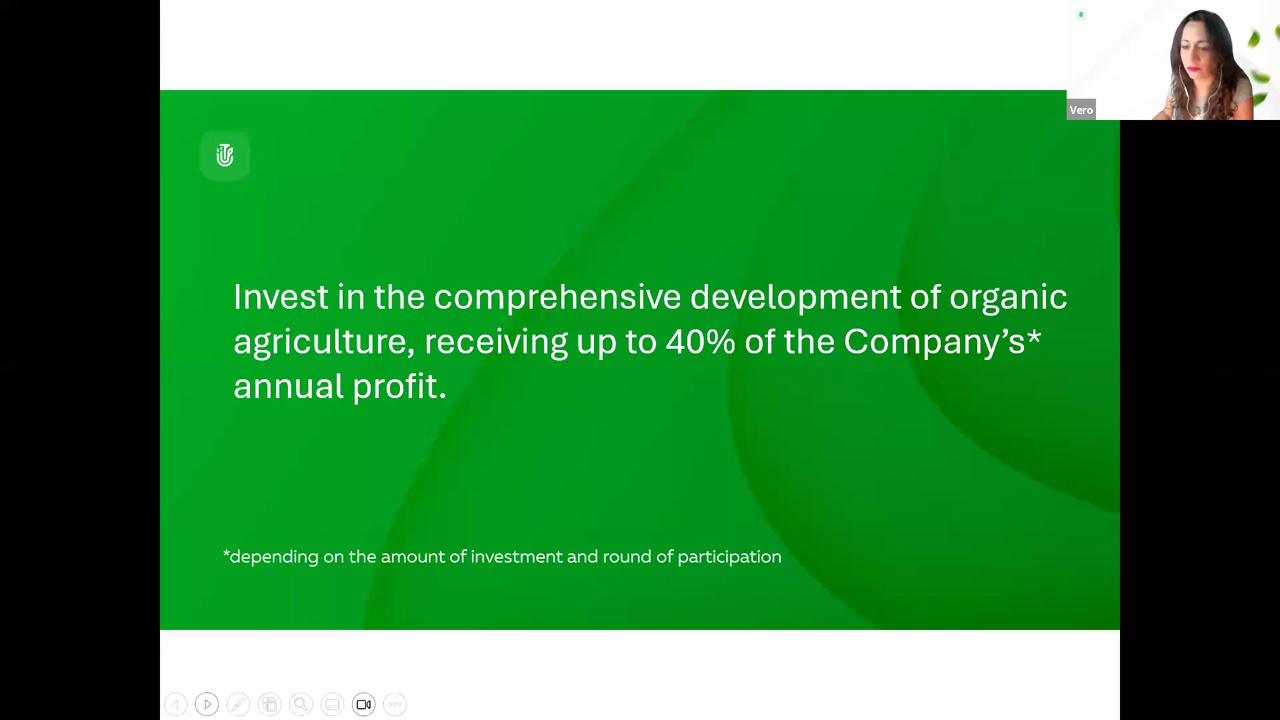 Vero
Invest in the comprehensive development of organic
agriculture, receiving up to 40% of the Company’s*
annual profit.
*depending on the amount of investment and round of participation